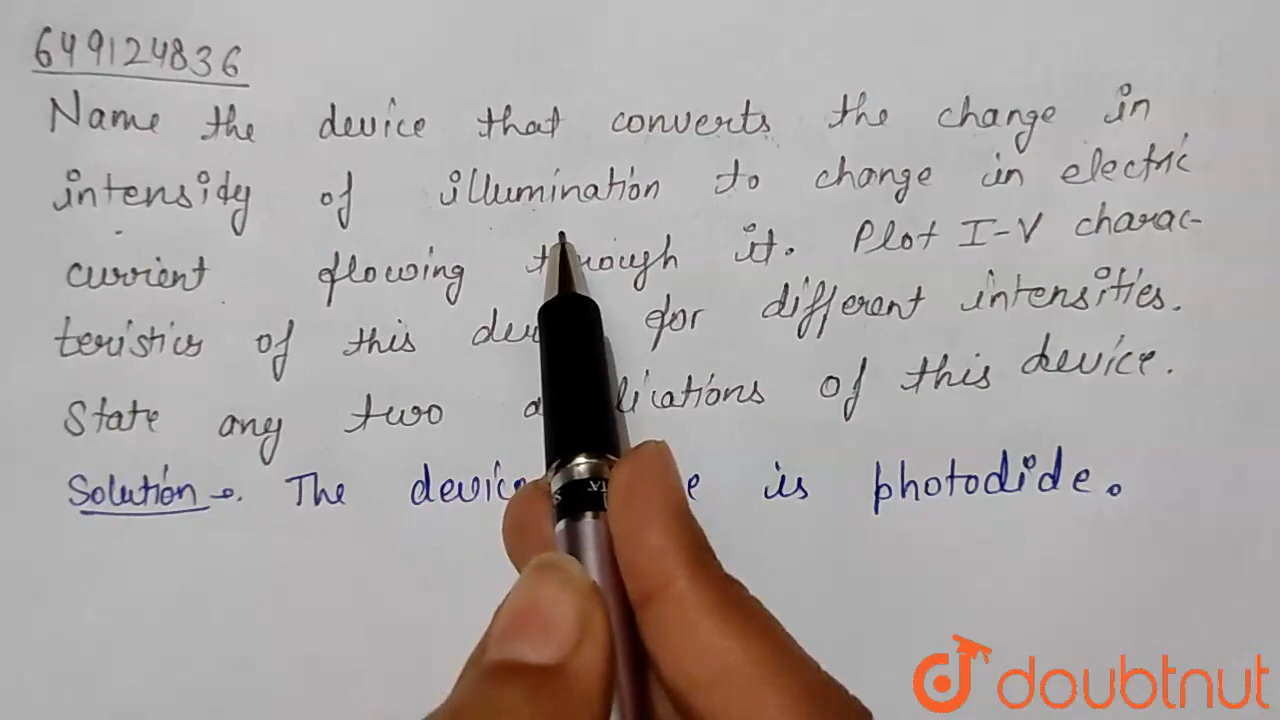 649124836
Name the device that converts the change in
intensity of illumination to change in electric
current flowing through it. Plot I-V charac-
teristics of this for different intensities.
State any two of this device.
Solution →. The is photodide.
doubtnut